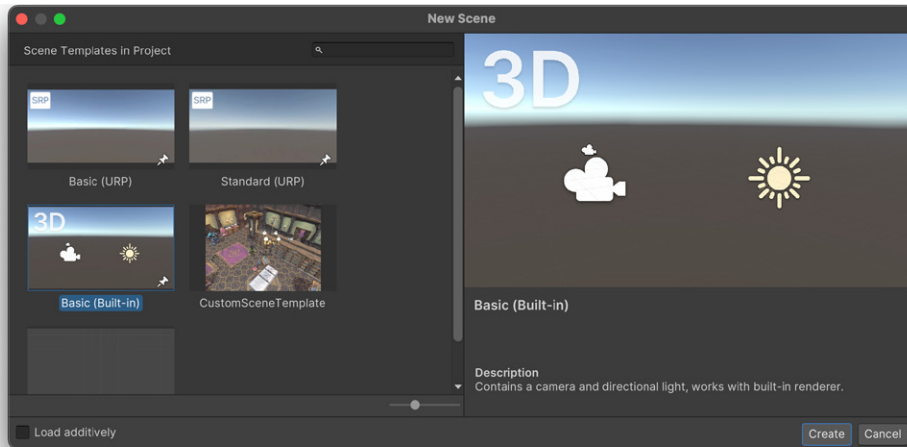 New Scene
Scene Templates in Project
SRP
SRP
Basic (URP)
Standard (URP)
3D
Basic (Built-in)
CustomSceneTemplate
3D
Basic (Built-in)
Description
Contains a camera and directional light, works with built-in renderer.
Load additively
Create
Cancel